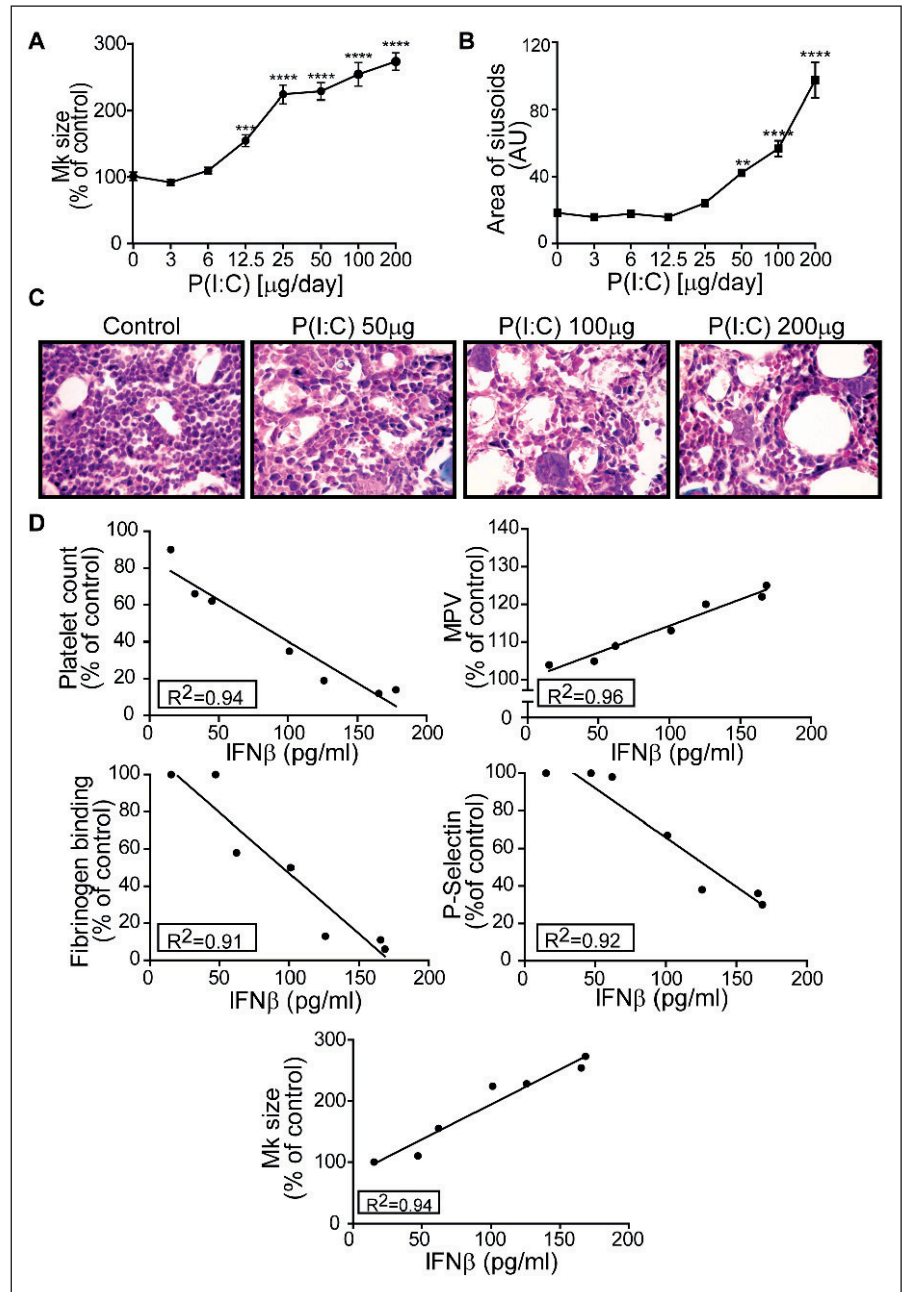 A
Mk size
(% of control)
300
200
100
0
***
****
****
****
****
0 3 6 12.5 25 50 100 200
P(I:C) [μg/day]
B
Area of siusoids
(AU)
120
80
40
0
**
****
****
0 3 6 12.5 25 50 100 200
P(I:C) [μg/day]
C
Control
P(I:C) 50μg
P(I:C) 100μg
P(I:C) 200μg
D
Platelet count
(% of control)
100
80
60
40
20
0
R2=0.94
0 50 100 150 200
IFNβ (pg/ml)
MPV
(% of control)
140
120
100
0
R2=0.96
0 50 100 150 200
IFNβ (pg/ml)
Fibrinogen binding
(% of control)
100
80
60
40
20
0
R2=0.91
0 50 100 150 200
IFNβ (pg/ml)
P-Selectin
(%of control)
100
80
60
40
20
0
R2=0.92
0 50 100 150 200
IFNβ (pg/ml)
Mk size
(% of control)
300
200
100
0
R2=0.94
0 50 100 150 200
IFNβ (pg/ml)